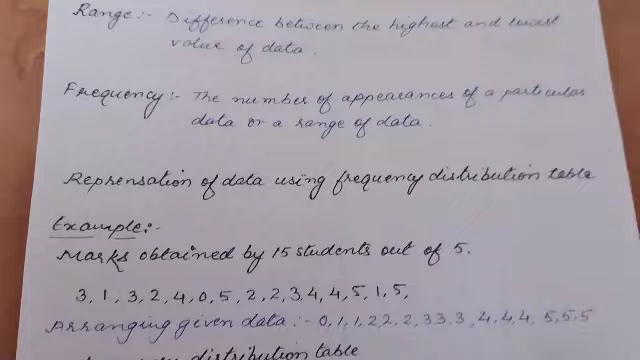 Range:- Difference between the highest and lowest
value of data.
Frequency:- The number of appearances of a particular
data or a range of data.
Reprensation of data using frequency distribution table
Example:-
Marks obtained by 15 students out of 5.
3, 1, 3, 2, 4, 0, 5, 2, 2, 3, 4, 4, 5, 1, 5,
Arranging given data:- 0, 1, 1, 2, 2, 2, 3 3, 3, 4, 4, 4, 5, 5, 5
distribution table